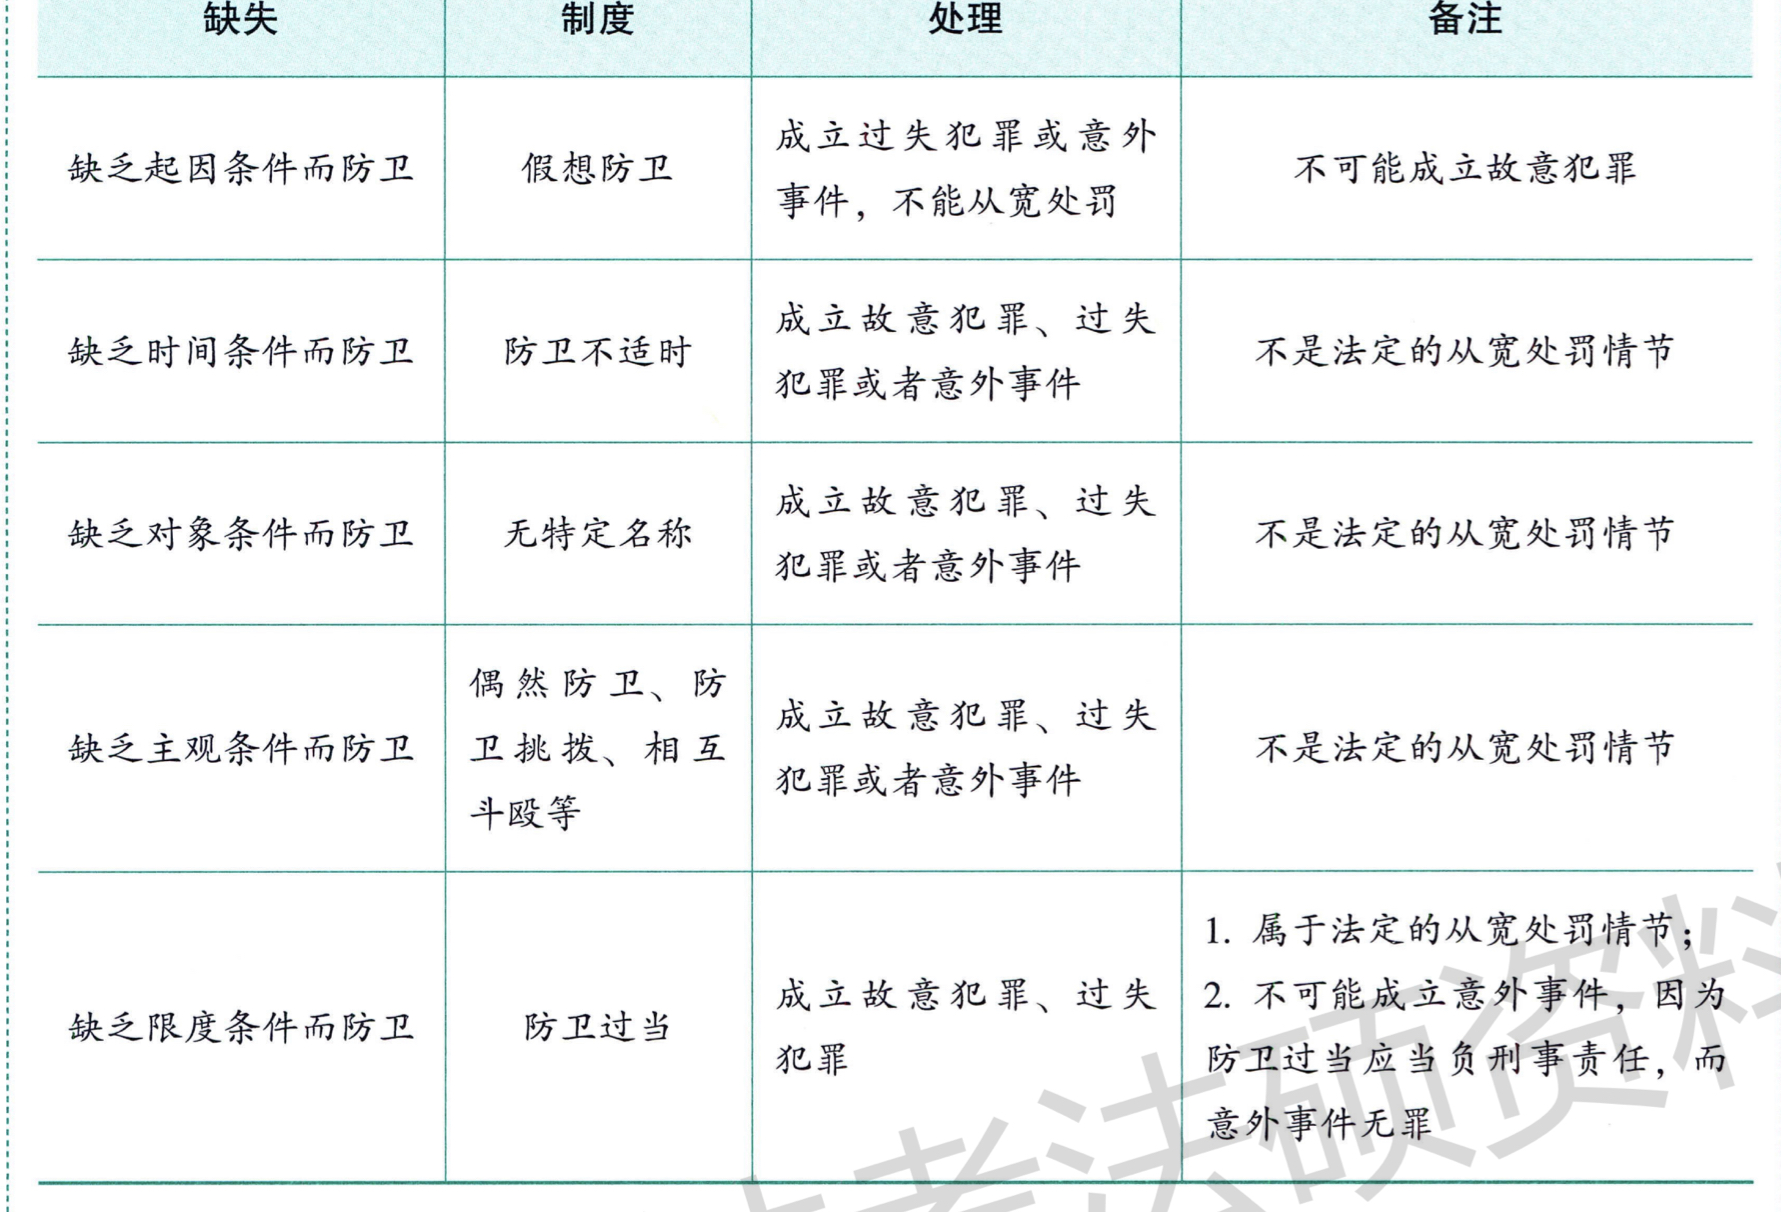 缺失 制度 处理 备注
缺乏起因条件而防卫 假想防卫 成立过失犯罪或意外
事件，不能从宽处罚 不可能成立故意犯罪
缺乏时间条件而防卫 防卫不适时 成立故意犯罪、过失
犯罪或者意外事件 不是法定的从宽处罚情节
缺乏对象条件而防卫 无特定名称 成立故意犯罪、过失
犯罪或者意外事件 不是法定的从宽处罚情节
缺乏主观条件而防卫 偶然防卫、防
卫挑拨、相互
斗殴等 成立故意犯罪、过失
犯罪或者意外事件 不是法定的从宽处罚情节
缺乏限度条件而防卫 防卫过当 成立故意犯罪、过失
犯罪 1. 属于法定的从宽处罚情节；
2. 不可能成立意外事件，因为
防卫过当应当负刑事责任，而
意外事件无罪
考法硕资料